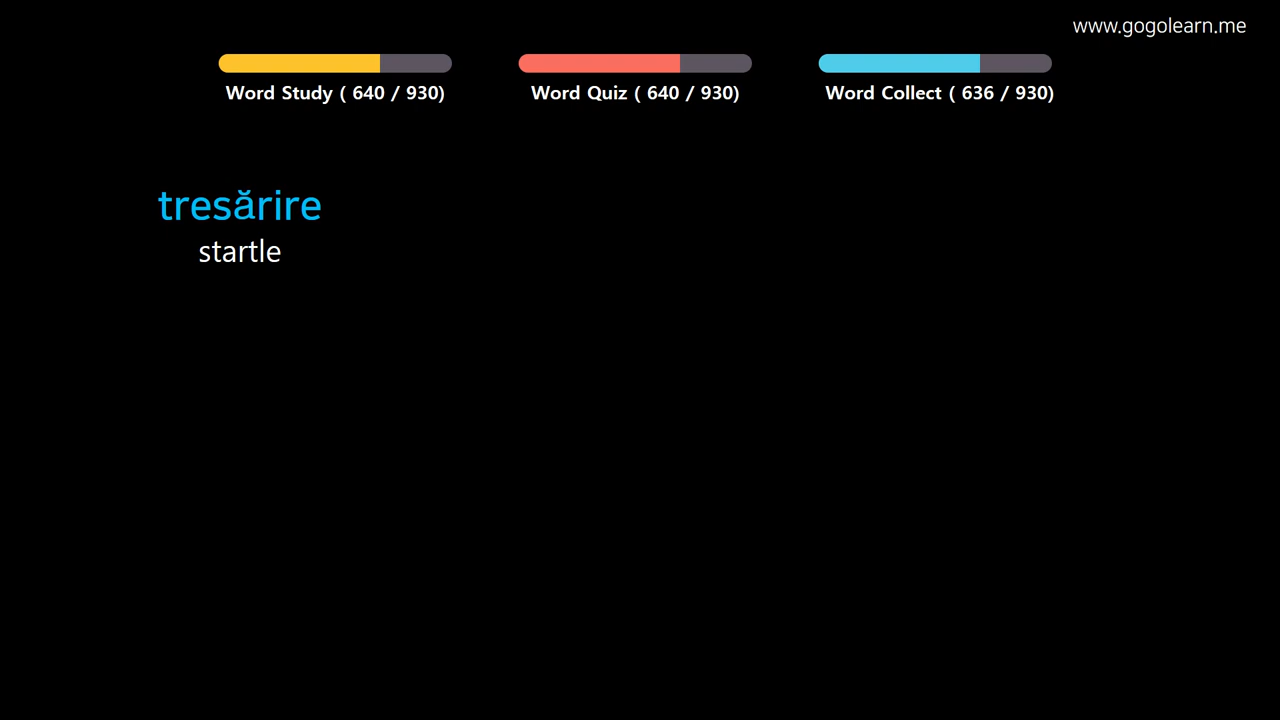 www.gogolearn.me
Word Study ( 640 / 930)
Word Quiz ( 640 / 930)
Word Collect ( 636 / 930)
tresărire
startle